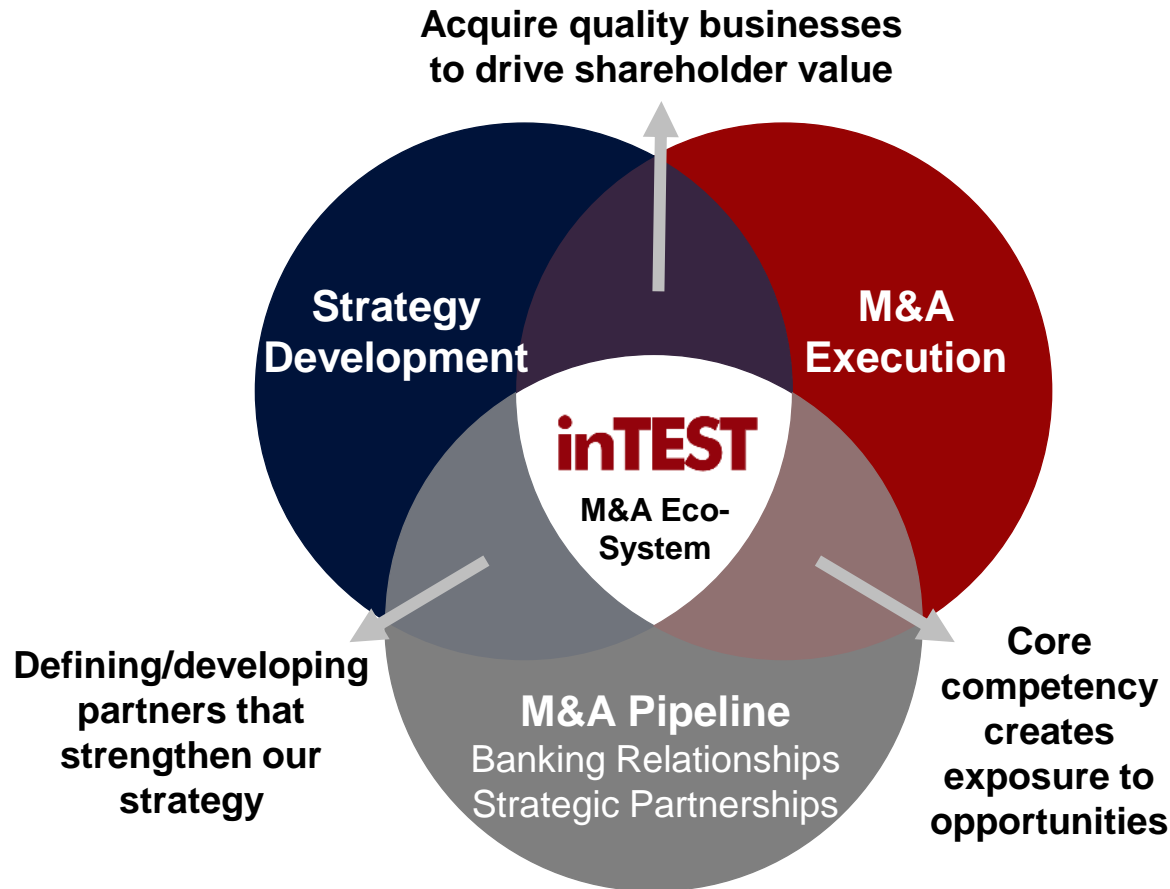 Acquire quality businesses
to drive shareholder value
Strategy
Development
M&A
Execution
inTEST
M&A Eco-
System
Defining/developing
partners that
strengthen our
strategy
M&A Pipeline
Banking Relationships
Strategic Partnerships
Core
competency
creates
exposure to
opportunities